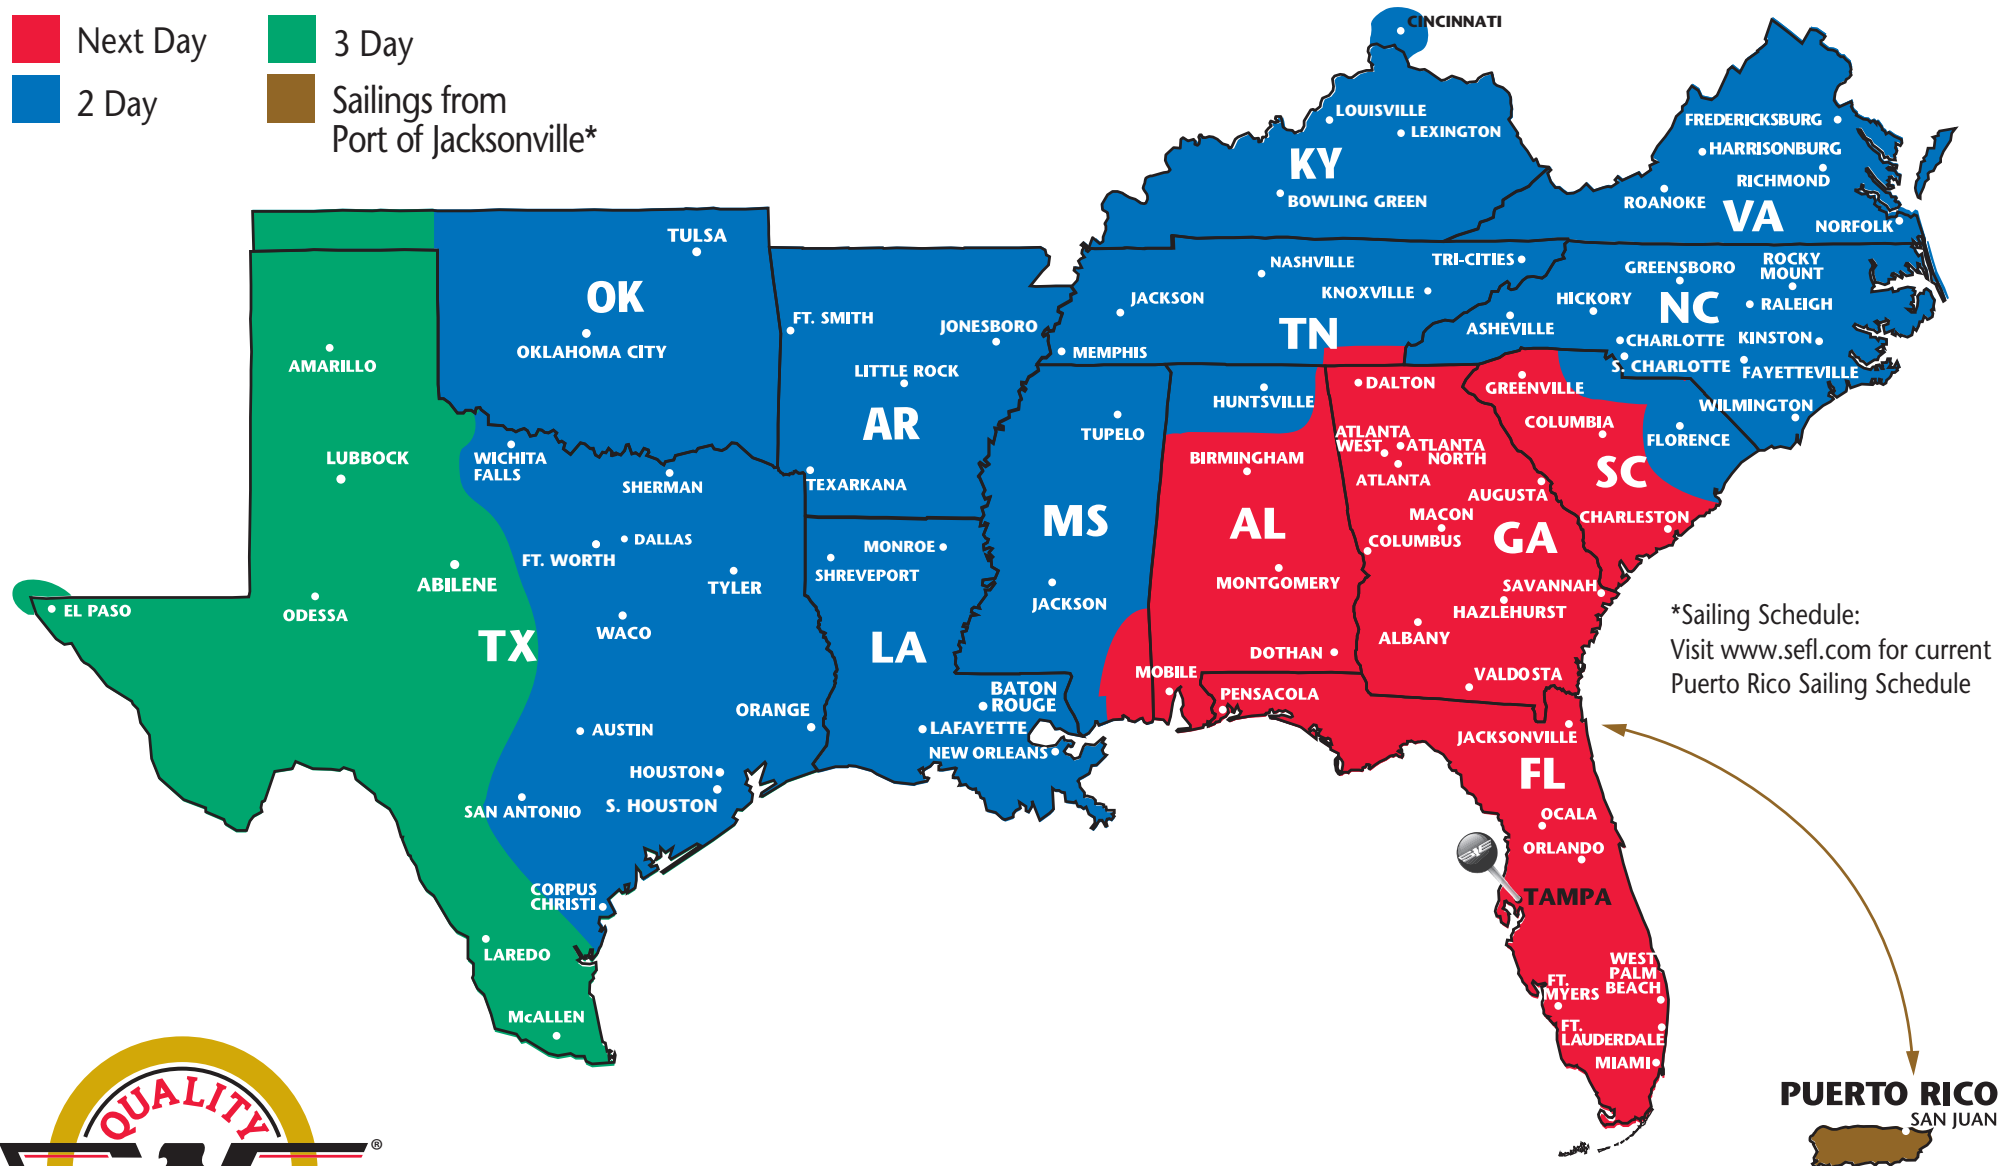 Next Day
3 Day
2 Day
Sailings from
Port of Jacksonville*
CINCINNATI
LOUISVILLE
LEXINGTON
KY
BOWLING GREEN
FREDERICKSBURG
HARRISONBURG
RICHMOND
ROANOKE
VA
NORFOLK
TULSA
OK
OKLAHOMA CITY
FT. SMITH
JONESBORO
LITTLE ROCK
AR
TEXARKANA
NASHVILLE
TRI-CITIES
JACKSON
KNOXVILLE
TN
MEMPHIS
GREENSBORO
ROCKY
MOUNT
HICKORY
NC
RALEIGH
ASHEVILLE
CHARLOTTE
KINSTON
S. CHARLOTTE
FAYETTEVILLE
WILMINGTON
AMARILLO
LUBBOCK
WICHITA
FALLS
SHERMAN
FT. WORTH
DALLAS
ABILENE
TYLER
EL PASO
ODESSA
WACO
TX
AUSTIN
ORANGE
HOUSTON
S. HOUSTON
SAN ANTONIO
CORPUS
CHRISTI
LAREDO
McALLEN
MONROE
SHREVEPORT
LA
BATON
ROUGE
LAFAYETTE
NEW ORLEANS
TUPELO
MS
JACKSON
HUNTSVILLE
BIRMINGHAM
AL
MONTGOMERY
DOTHAN
MOBILE
DALTON
ATLANTA
WEST
ATLANTA
NORTH
ATLANTA
AUGUSTA
MACON
COLUMBUS
GA
SAVANNAH
HAZLEHURST
ALBANY
VALDOSTA
GREENVILLE
COLUMBIA
FLORENCE
SC
CHARLESTON
PENSACOLA
JACKSONVILLE
FL
OCALA
ORLANDO
TAMPA
WEST
PALM
BEACH
FT.
MYERS
FT.
LAUDERDALE
MIAMI
*Sailing Schedule:
Visit www.sefl.com for current
Puerto Rico Sailing Schedule
PUERTO RICO
SAN JUAN
QUALITY
®